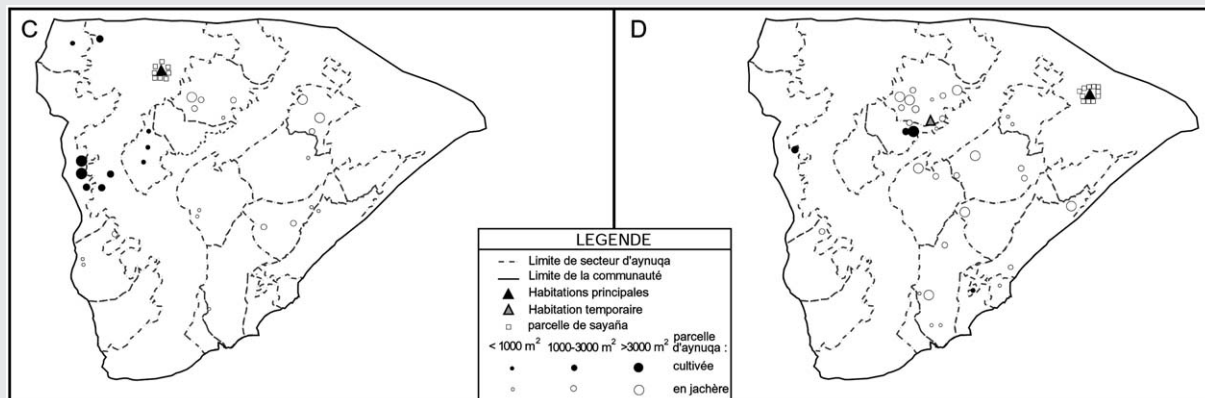 C
D
LEGENDE
Limite de secteur d'aynuqa
Limite de la communauté
Habitations principales
Habitation temporaire
parcelle de sayaña
< 1000 m² 1000-3000 m² >3000 m² parcelle d'aynuqa :
cultivée
en jachère